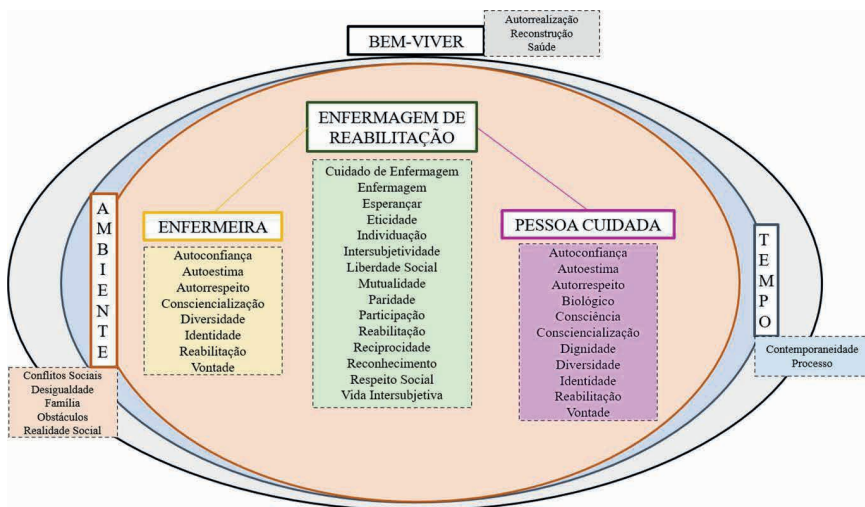 BEM-VIVER
Autorrealização
Reconstrução
Saúde
ENFERMAGEM DE
REABILITAÇÃO
Cuidado de Enfermagem
Enfermagem
Esperançar
Eticidade
Individuação
Intersubjetividade
Liberdade Social
Mutualidade
Paridade
Participação
Reabilitação
Reciprocidade
Reconhecimento
Respeito Social
Vida Intersubjetiva
ENFERMEIRA
Autoconfiança
Autoestima
Autorrespeito
Consciencialização
Diversidade
Identidade
Reabilitação
Vontade
PESSOA CUIDADA
Autoconfiança
Autoestima
Autorrespeito
Biológico
Consciência
Consciencialização
Dignidade
Diversidade
Identidade
Reabilitação
Vontade
AMBIENTE
Conflitos Sociais
Desigualdade
Família
Obstáculos
Realidade Social
TEMPO
Contemporaneidade
Processo